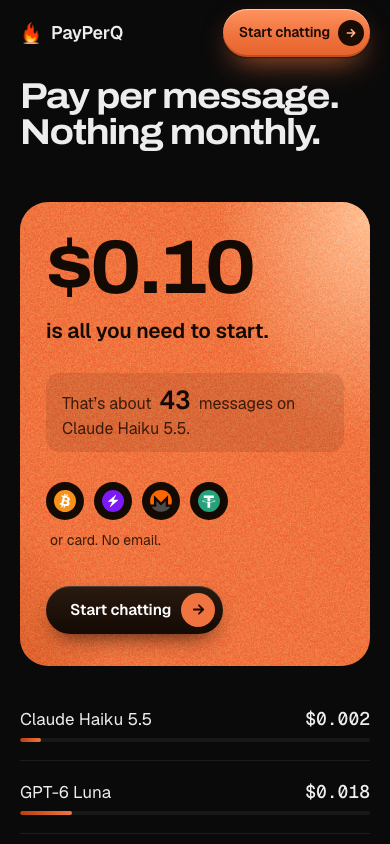 PayPerQ
Start chatting
Pay per message.
Nothing monthly.
$0.10
is all you need to start.
That's about 43 messages on
Claude Haiku 5.5.
or card. No email.
Start chatting
Claude Haiku 5.5 $0.002
GPT-6 Luna $0.018